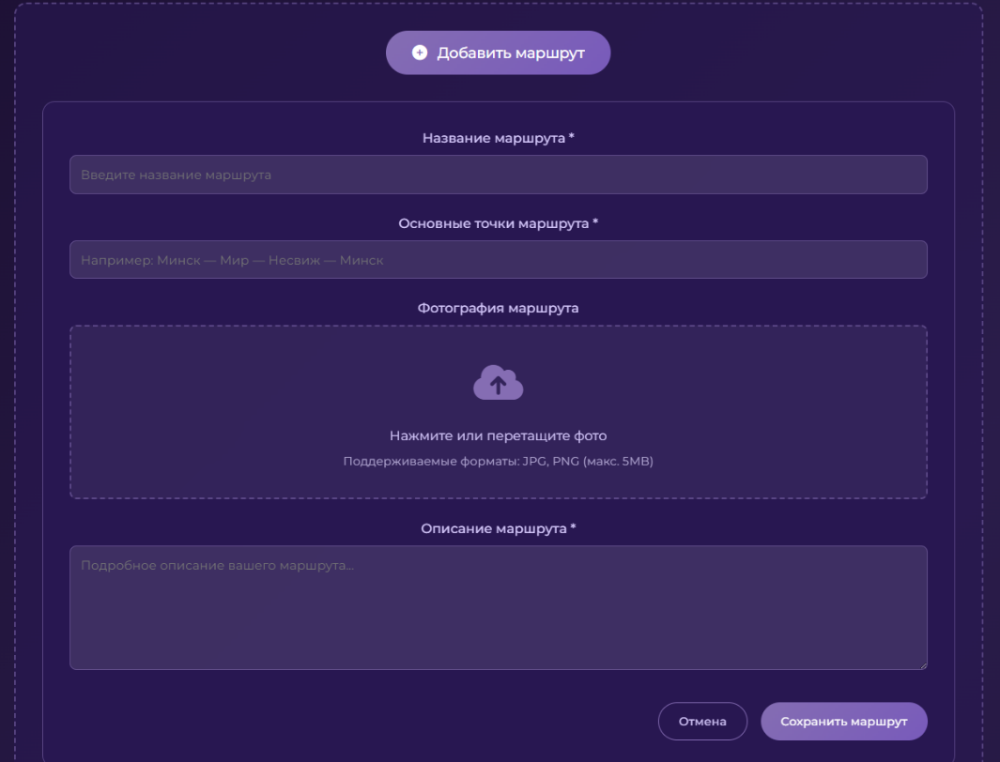 Добавить маршрут
Название маршрута *
Введите название маршрута
Основные точки маршрута *
Например: Минск — Мир — Несвиж — Минск
Фотография маршрута
Нажмите или перетащите фото
Поддерживаемые форматы: JPG, PNG (макс. 5MB)
Описание маршрута *
Подробное описание вашего маршрута...
Отмена
Сохранить маршрут